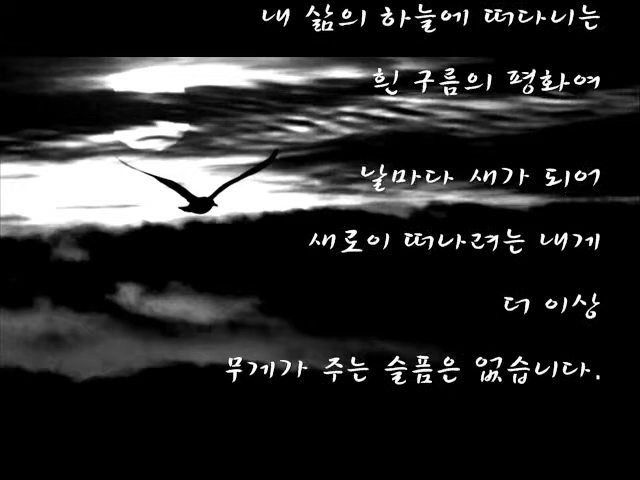 내 삶의 하늘에 떠다니는
흰 구름의 평화여
날마다 새가 되어
새로이 떠나려는 내게
더 이상
무게가 주는 슬픔은 없습니다.